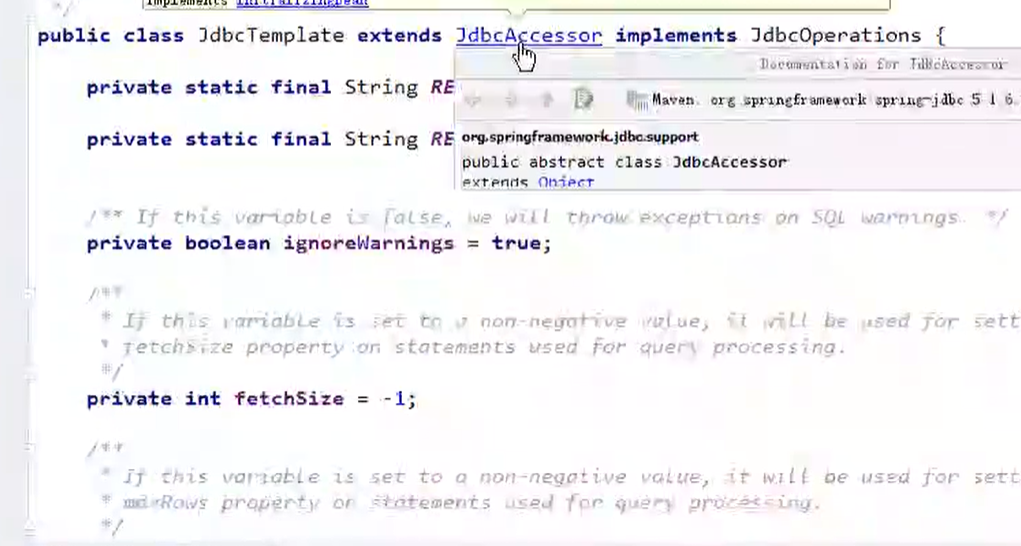 */
implements InitializingBean
public class JdbcTemplate extends JdbcAccessor implements JdbcOperations {
Documentation for JdbcAccessor
private static final String RE
Maven: org.springframework:spring-jdbc:5.1.6.
private static final String RE
org.springframework.jdbc.support
public abstract class JdbcAccessor
extends Object
/** If this variable is false, we will throw exceptions on SQL warnings. */
private boolean ignoreWarnings = true;
/**
* If this variable is set to a non-negative value, it will be used for sett
* fetchSize property on statements used for query processing.
*/
private int fetchSize = -1;
/**
* If this variable is set to a non-negative value, it will be used for sett
* maxRows property on statements used for query processing.
*/